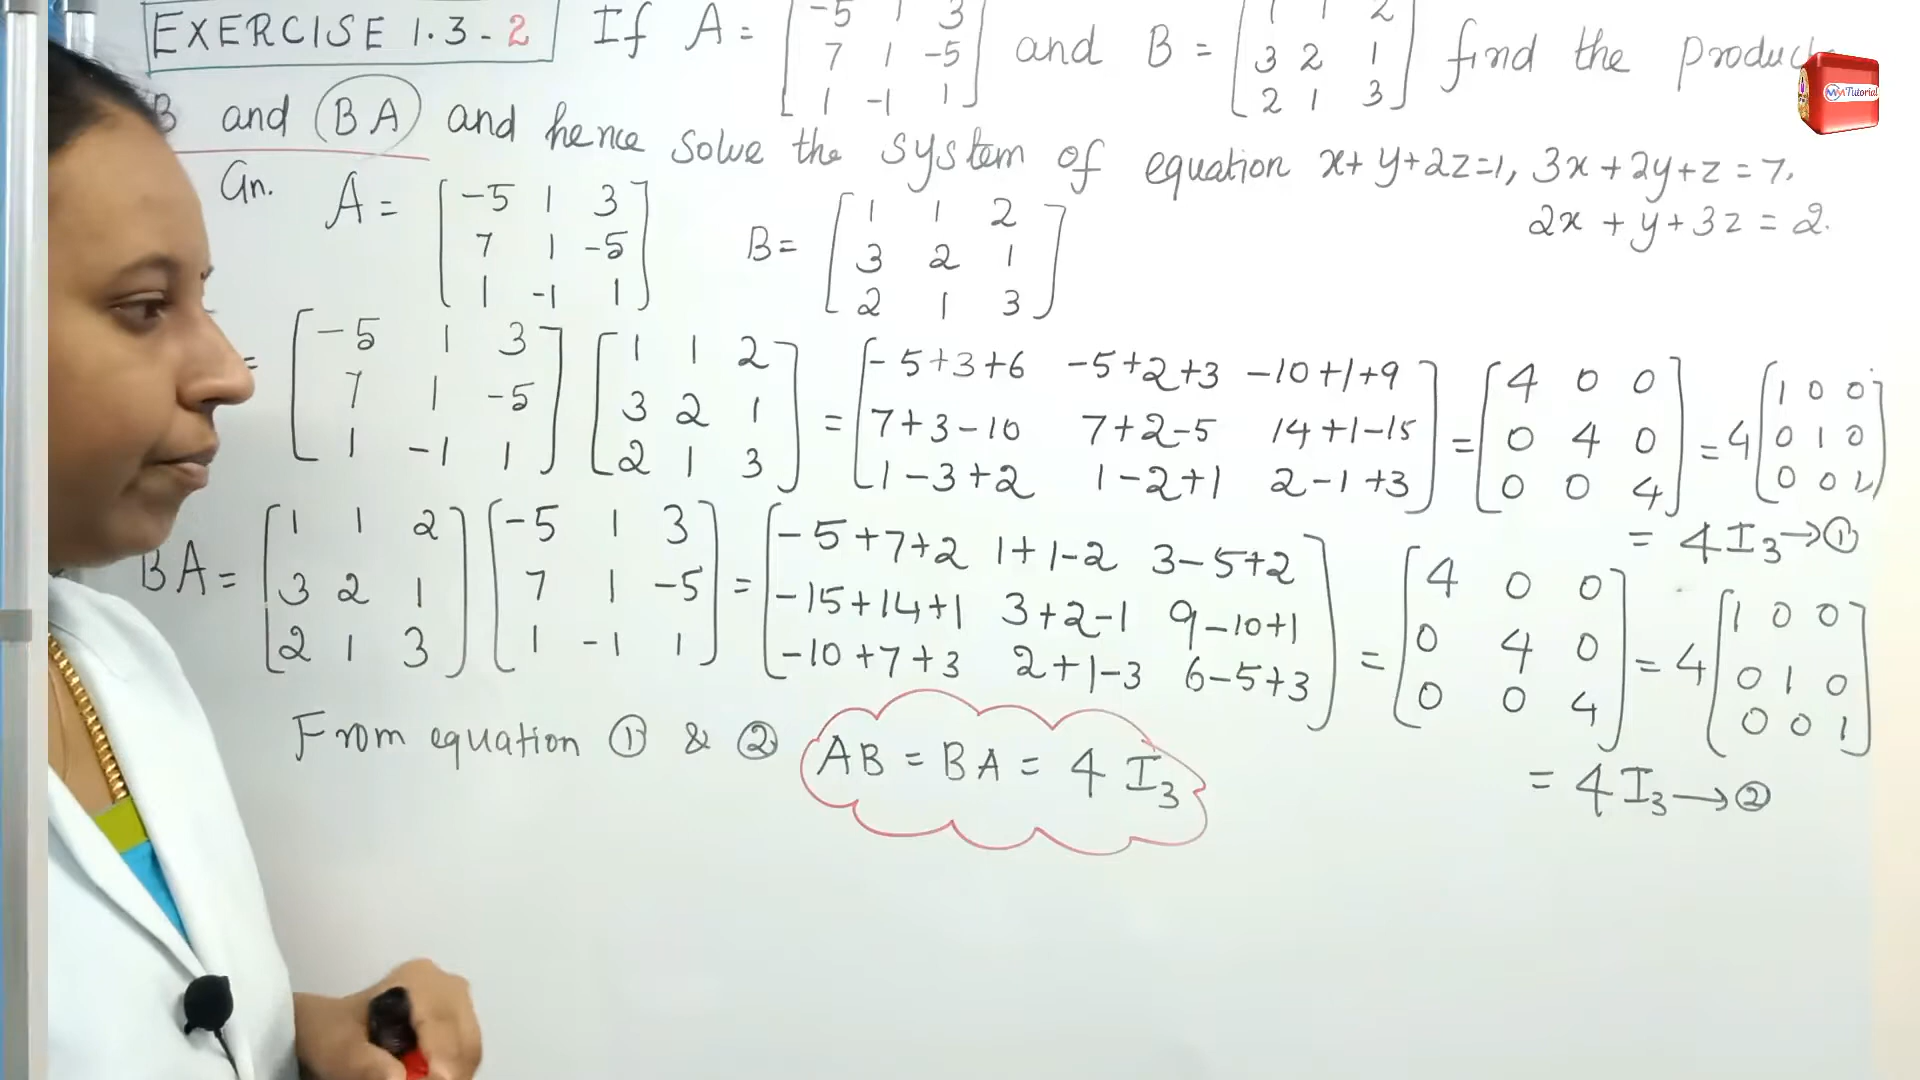 EXERCISE 1.3-2 If A = [-5 1 3 and B = [1 1 2 find the produc
7 1 -5 3 2 1
1 -1 1] 2 1 3]
B and BA and hence solve the system of equation x+y+2z=1, 3x+2y+z=7,
2x+y+3z=2.
Gn. A = [-5 1 3 B = [1 1 2
7 1 -5 3 2 1
1 -1 1] 2 1 3]
= [-5 1 3 [1 1 2 = [-5+3+6 -5+2+3 -10+1+9 = [4 0 0 = 4 [1 0 0
7 1 -5 3 2 1 7+3-10 7+2-5 14+1-15 0 4 0 0 1 0
1 -1 1] 2 1 3] 1-3+2 1-2+1 2-1+3] 0 0 4] 0 0 1]
= 4I₃→①
BA = [1 1 2 [-5 1 3 = [-5+7+2 1+1-2 3-5+2 = [4 0 0 = 4 [1 0 0
3 2 1 7 1 -5 -15+14+1 3+2-1 9-10+1 0 4 0 0 1 0
2 1 3] 1 -1 1] -10+7+3 2+1-3 6-5+3] 0 0 4] 0 0 1]
= 4I₃→②
From equation ① & ② AB = BA = 4 I₃
Tutorial